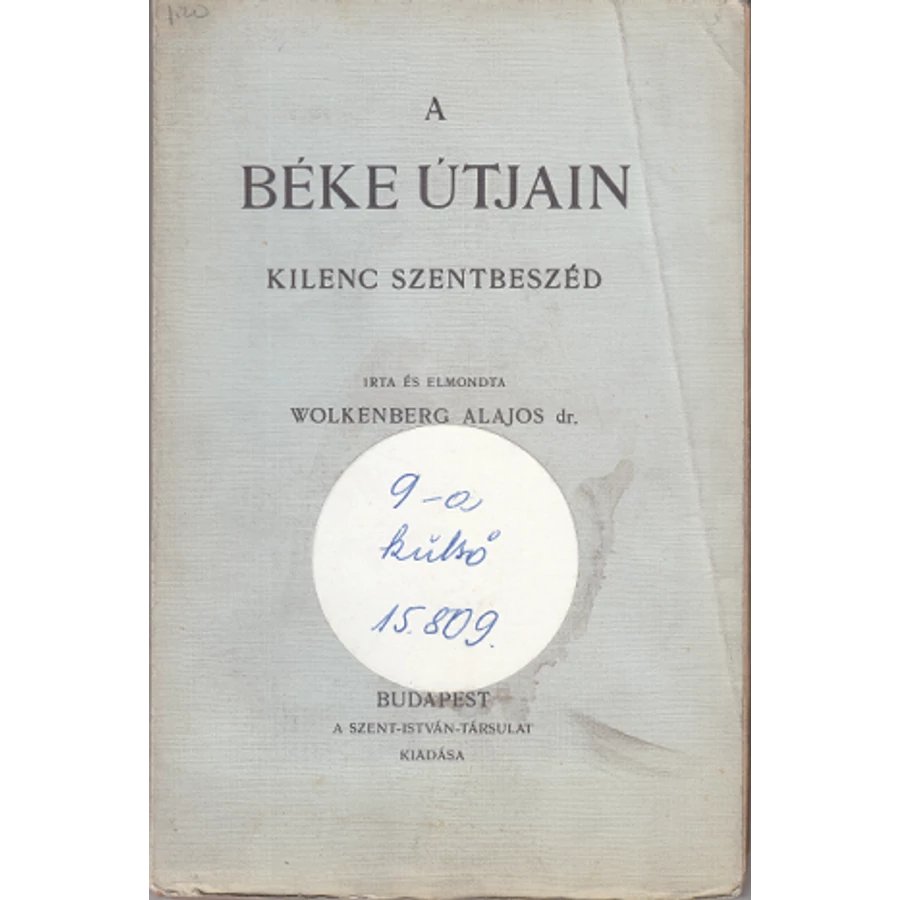 1.20
A
BÉKE ÚTJAIN
KILENC SZENTBESZÉD
IRTA ÉS ELMONDTA
WOLKENBERG ALAJOS dr.
9-a
külső
15.809.
BUDAPEST
A SZENT-ISTVÁN-TÁRSULAT
KIADÁSA